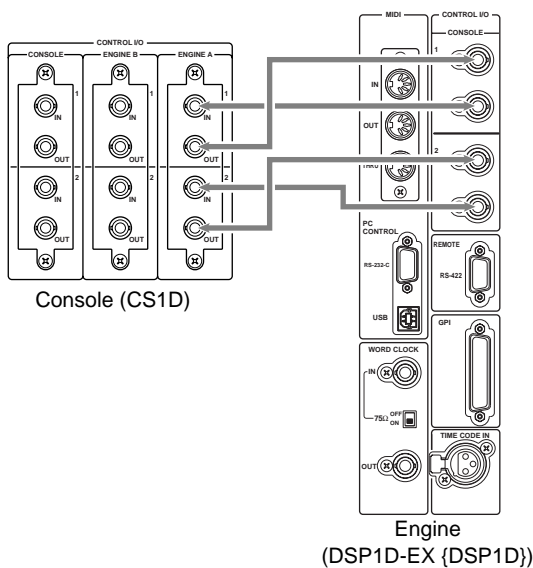 CONTROL I/O
CONSOLE
ENGINE B
ENGINE A
1
IN
OUT
2
IN
OUT
1
IN
OUT
2
IN
OUT
1
IN
OUT
2
IN
OUT
Console (CS1D)
MIDI
IN
OUT
THRU
PC
CONTROL
RS-232-C
USB
WORD CLOCK
IN
75Ω OFF
ON
OUT
CONTROL I/O
CONSOLE
1
2
REMOTE
RS-422
GPI
TIME CODE IN
Engine
(DSP1D-EX {DSP1D})